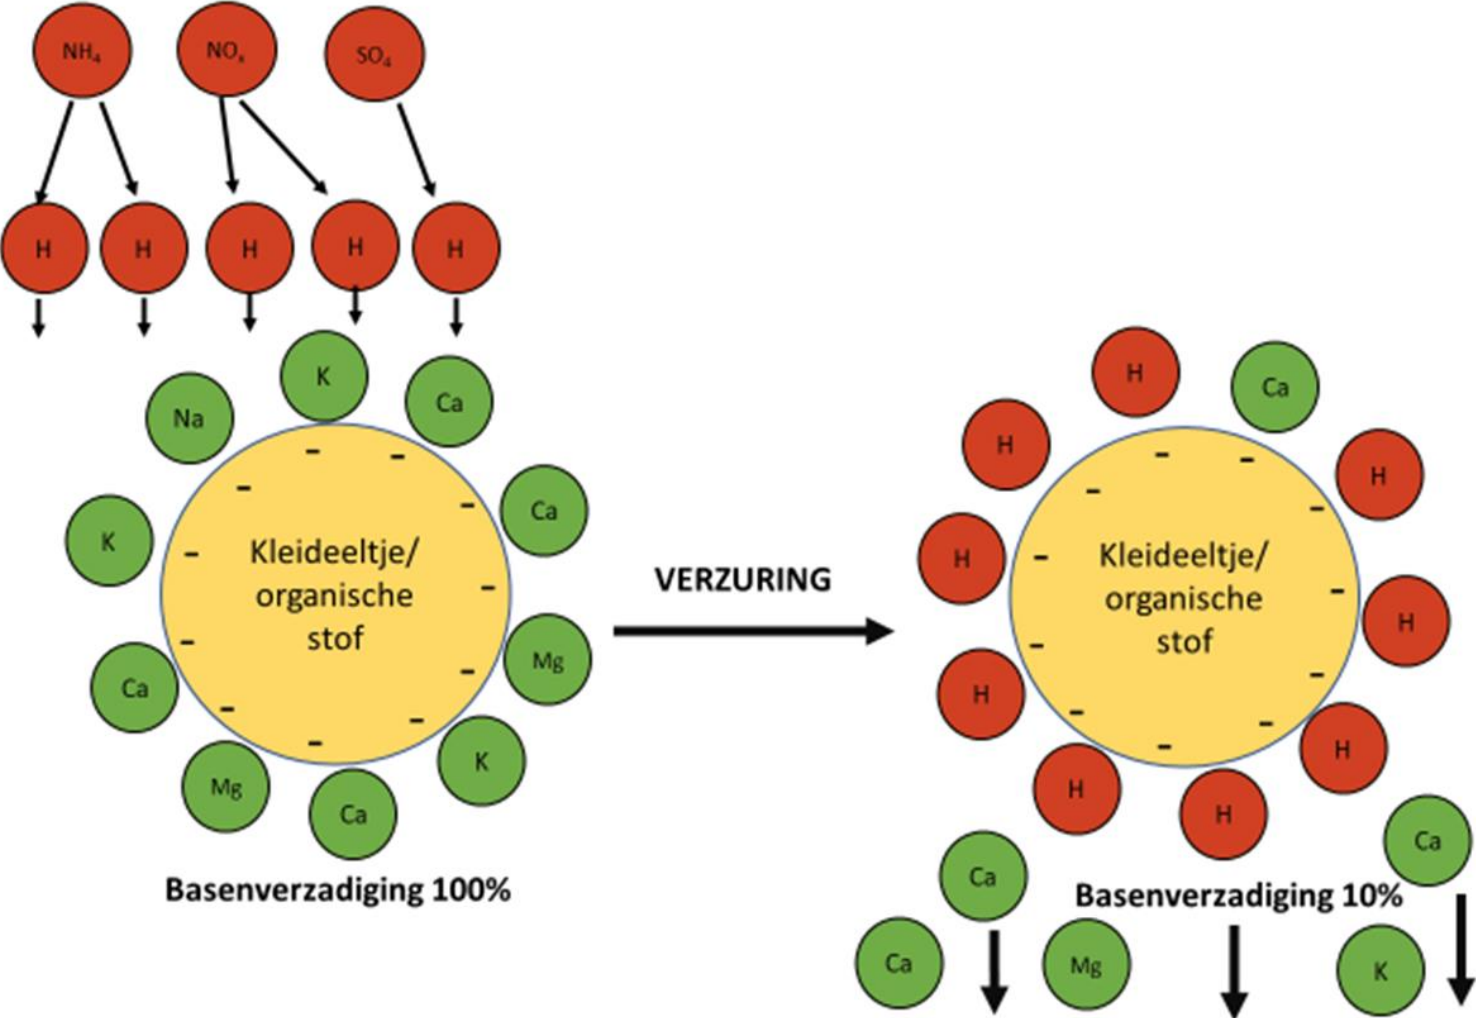 NH₄ NOₓ SO₄
H H H H H
K
Ca
Na
K
Ca
Ca
Mg
K
Mg
Ca
Kleideeltje/
organische
stof
Basenverzadiging 100%
VERZURING
H
Ca
H
H
H
H
H
H
H
H
Kleideeltje/
organische
stof
Basenverzadiging 10%
Ca
Ca
Ca
Mg
K